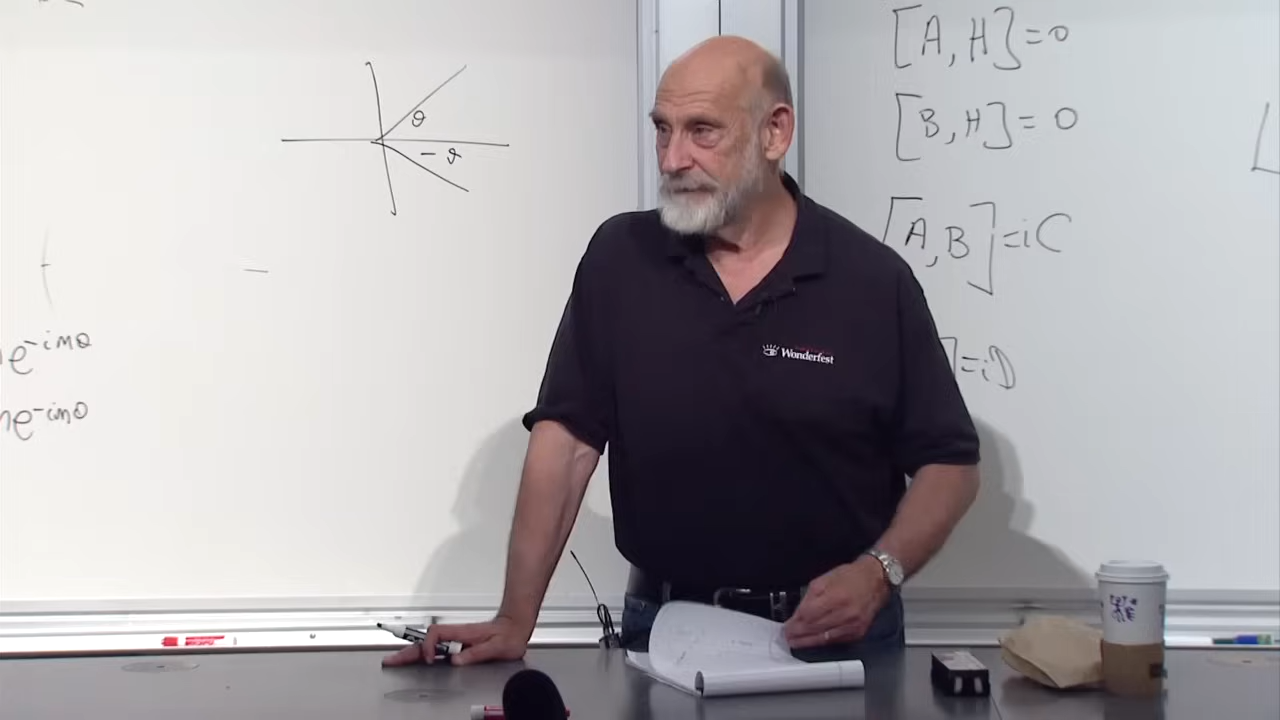 θ
-θ
e^{-imθ}
e^{-imθ}
[A, H] = 0
[B, H] = 0
[A, B] = iC
] = iD
Wonderfest